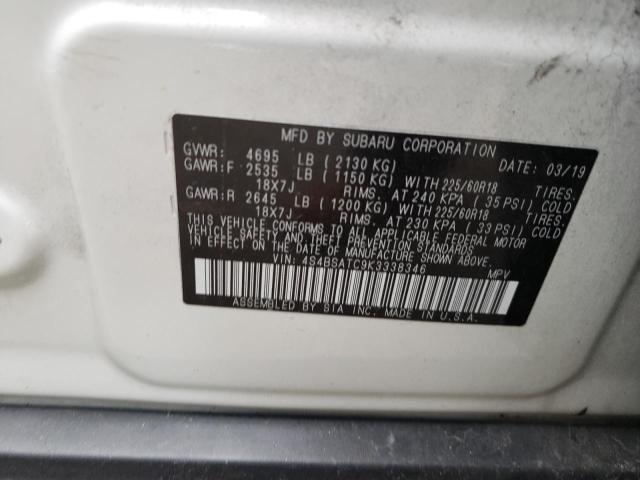 MFD BY SUBARU CORPORATION
GVWR: 4695 LB ( 2130 KG) DATE: 03/19
GAWR:F 2535 LB ( 1150 KG) WITH 225/60R18 TIRES.
18X7J RIMS. AT 240 KPA ( 35 PSI) COLD
GAWR:R 2645 LB ( 1200 KG) WITH 225/60R18 TIRES.
18X7J RIMS. AT 230 KPA ( 33 PSI) COLD
THIS VEHICLE CONFORMS TO ALL APPLICABLE FEDERAL MOTOR
VEHICLE SAFETY AND THEFT PREVENTION STANDARDS IN
EFFECT ON THE DATE OF MANUFACTURE SHOWN ABOVE.
VIN: 4S4BSATC9K3338346 MPV
ASSEMBLED BY SIA INC. MADE IN U.S.A.